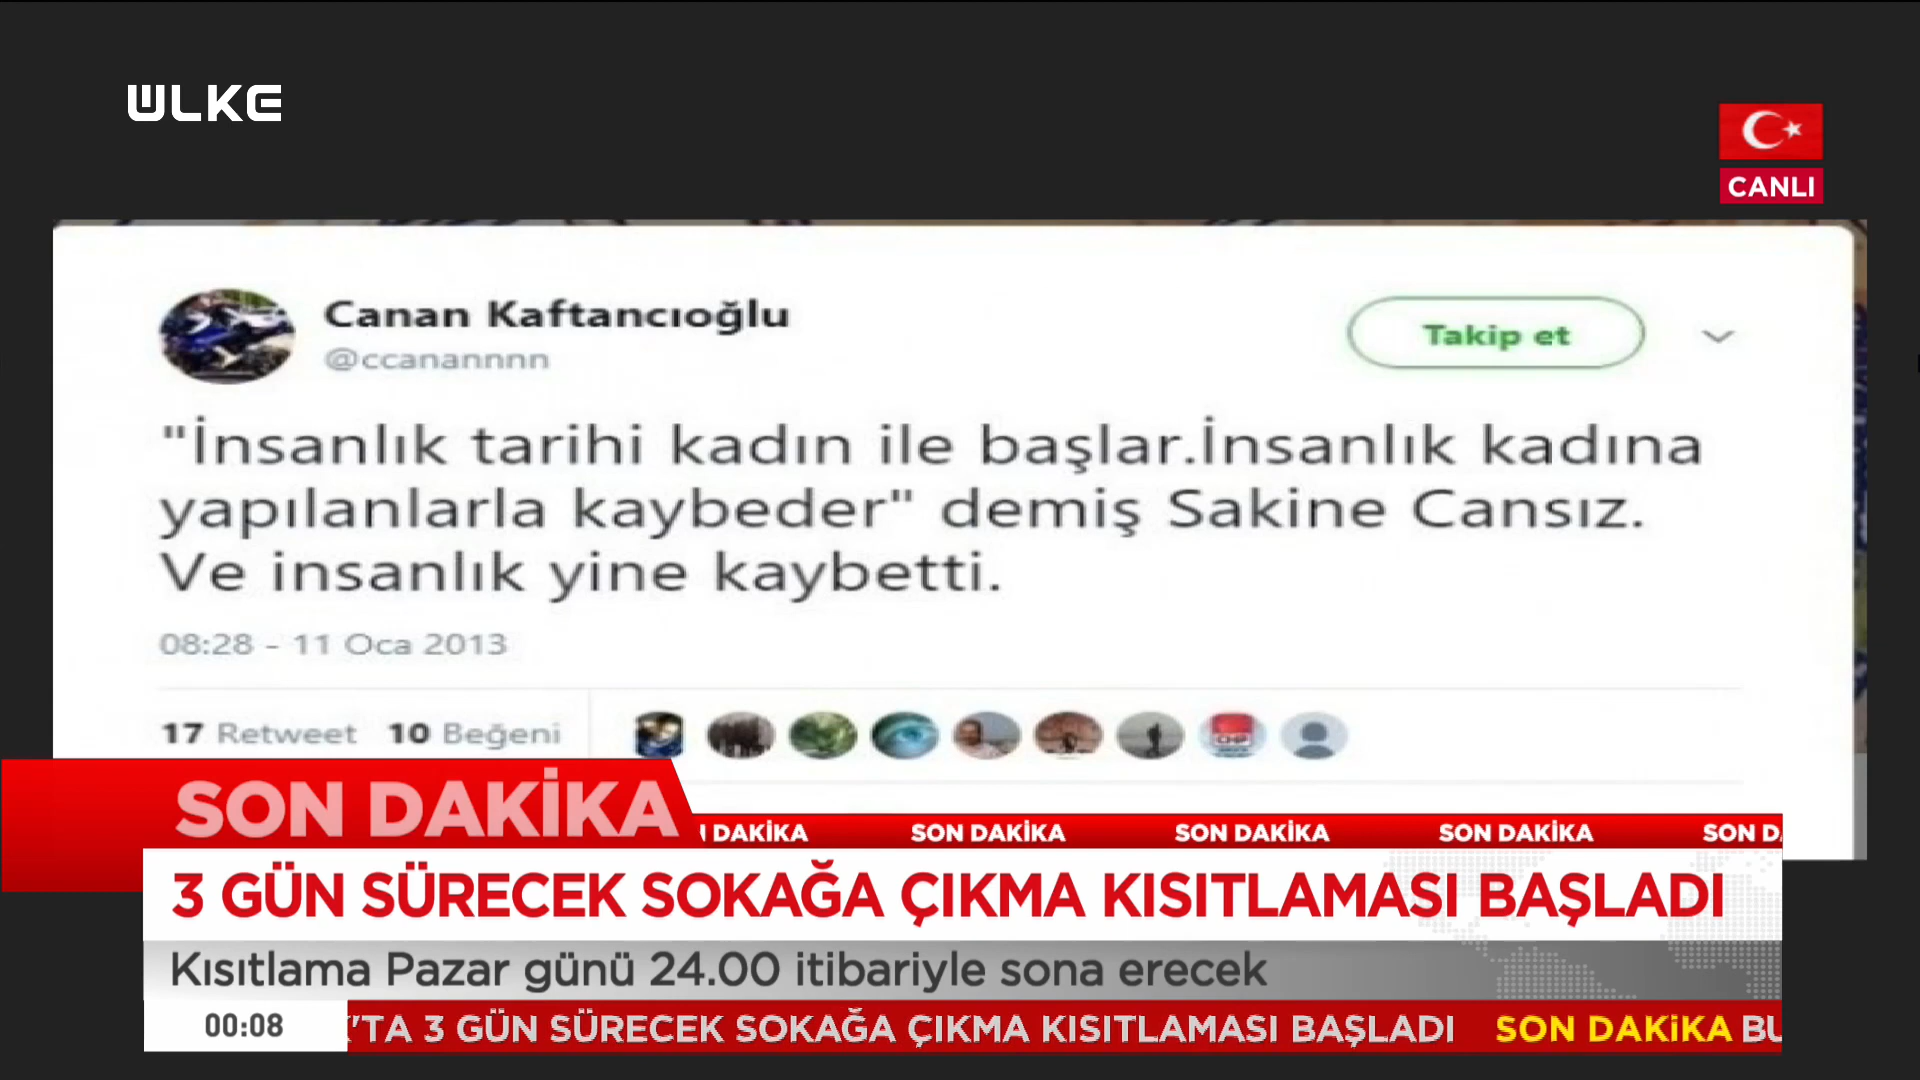 ULKE
CANLI
Canan Kaftancıoğlu
@ccanannnn
Takip et
"İnsanlık tarihi kadın ile başlar.İnsanlık kadına
yapılanlarla kaybeder" demiş Sakine Cansız.
Ve insanlık yine kaybetti.
08:28 - 11 Oca 2013
17 Retweet 10 Beğeni
CHP
SON DAKİKA
DAKİKA SON DAKİKA SON DAKİKA SON DAKİKA SON
3 GÜN SÜRECEK SOKAĞA ÇIKMA KISITLAMASI BAŞLADI
Kısıtlama Pazar günü 24.00 itibariyle sona erecek
00:08 'TA 3 GÜN SÜRECEK SOKAĞA ÇIKMA KISITLAMASI BAŞLADI SON DAKİKA BU